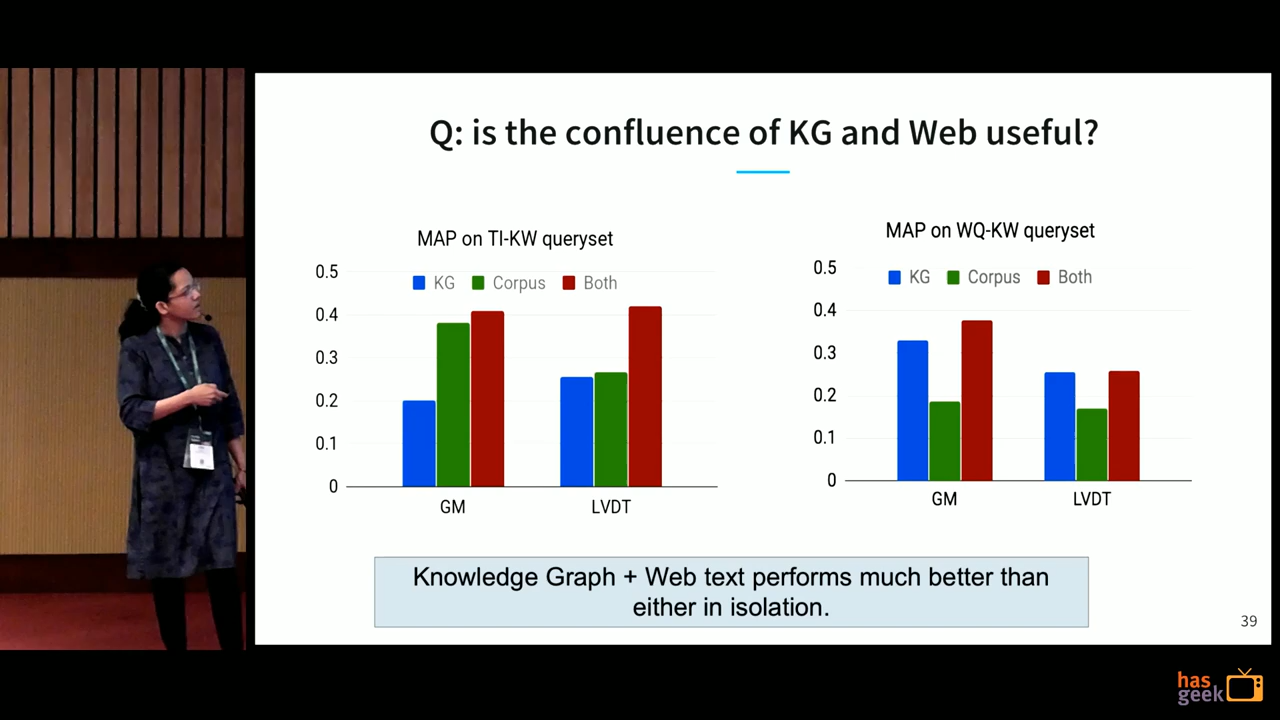 Q: is the confluence of KG and Web useful?
MAP on TI-KW queryset
KG Corpus Both
0.5
0.4
0.3
0.2
0.1
0
GM LVDT
MAP on WQ-KW queryset
KG Corpus Both
0.5
0.4
0.3
0.2
0.1
0
GM LVDT
Knowledge Graph + Web text performs much better than
either in isolation.
39
has
geek